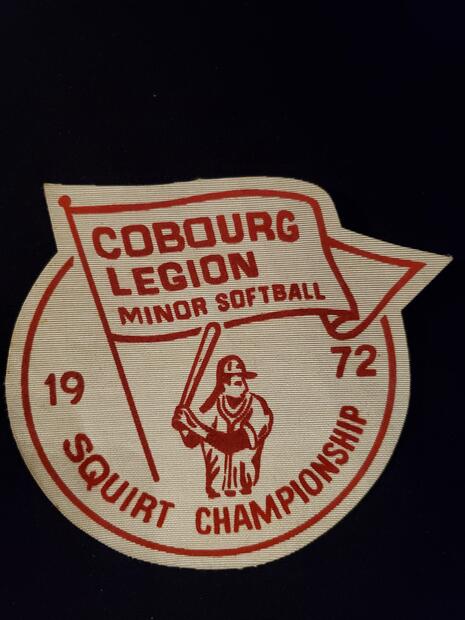 COBOURG
LEGION
MINOR SOFTBALL
19 72
SQUIRT CHAMPIONSHIP